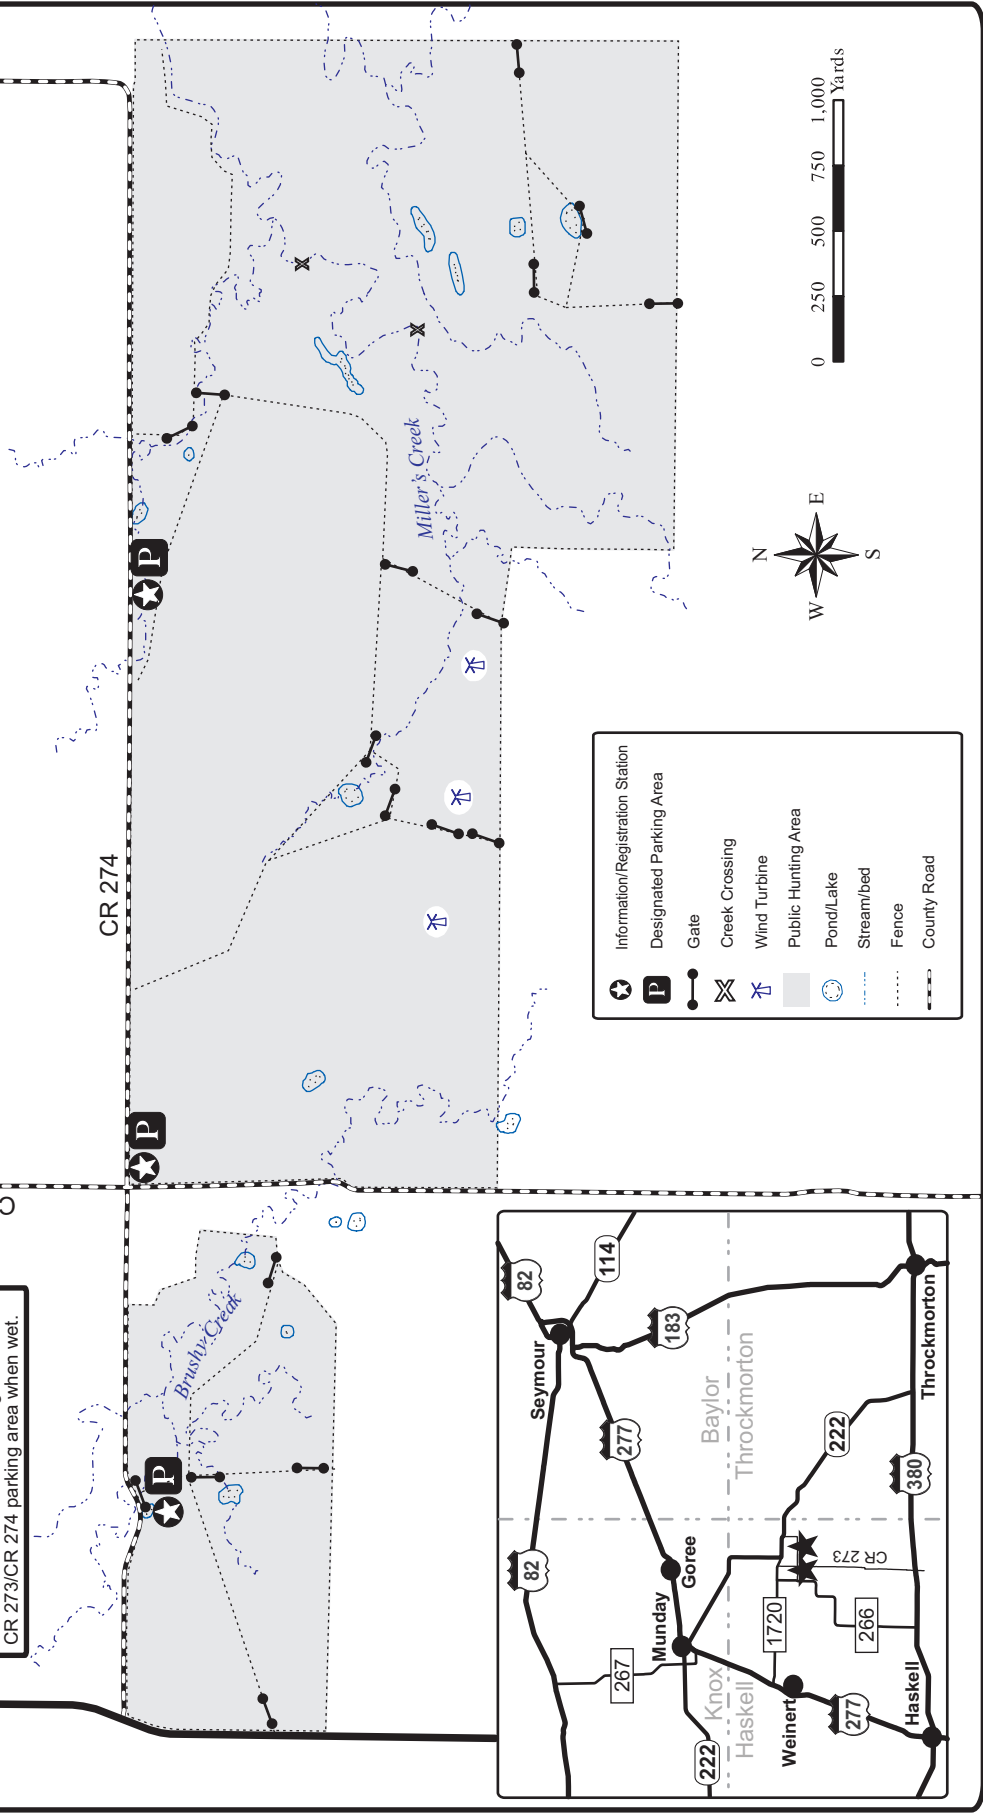 CR 273/CR 274 parking area when wet.
C
CR 274
P
P
P
Brushy Creak
Miller's Creek
N
W
E
S
0 250 500 750 1,000
Yards
Information/Registration Station
P Designated Parking Area
Gate
Creek Crossing
Wind Turbine
Public Hunting Area
Pond/Lake
Stream/bed
Fence
County Road
82
82
114
Seymour
183
277
Goree
Munday
267
Knox
Baylor
Haskell
Throckmorton
222
1720
222
Weinert
266
CR 273
277
380
Haskell
Throckmorton